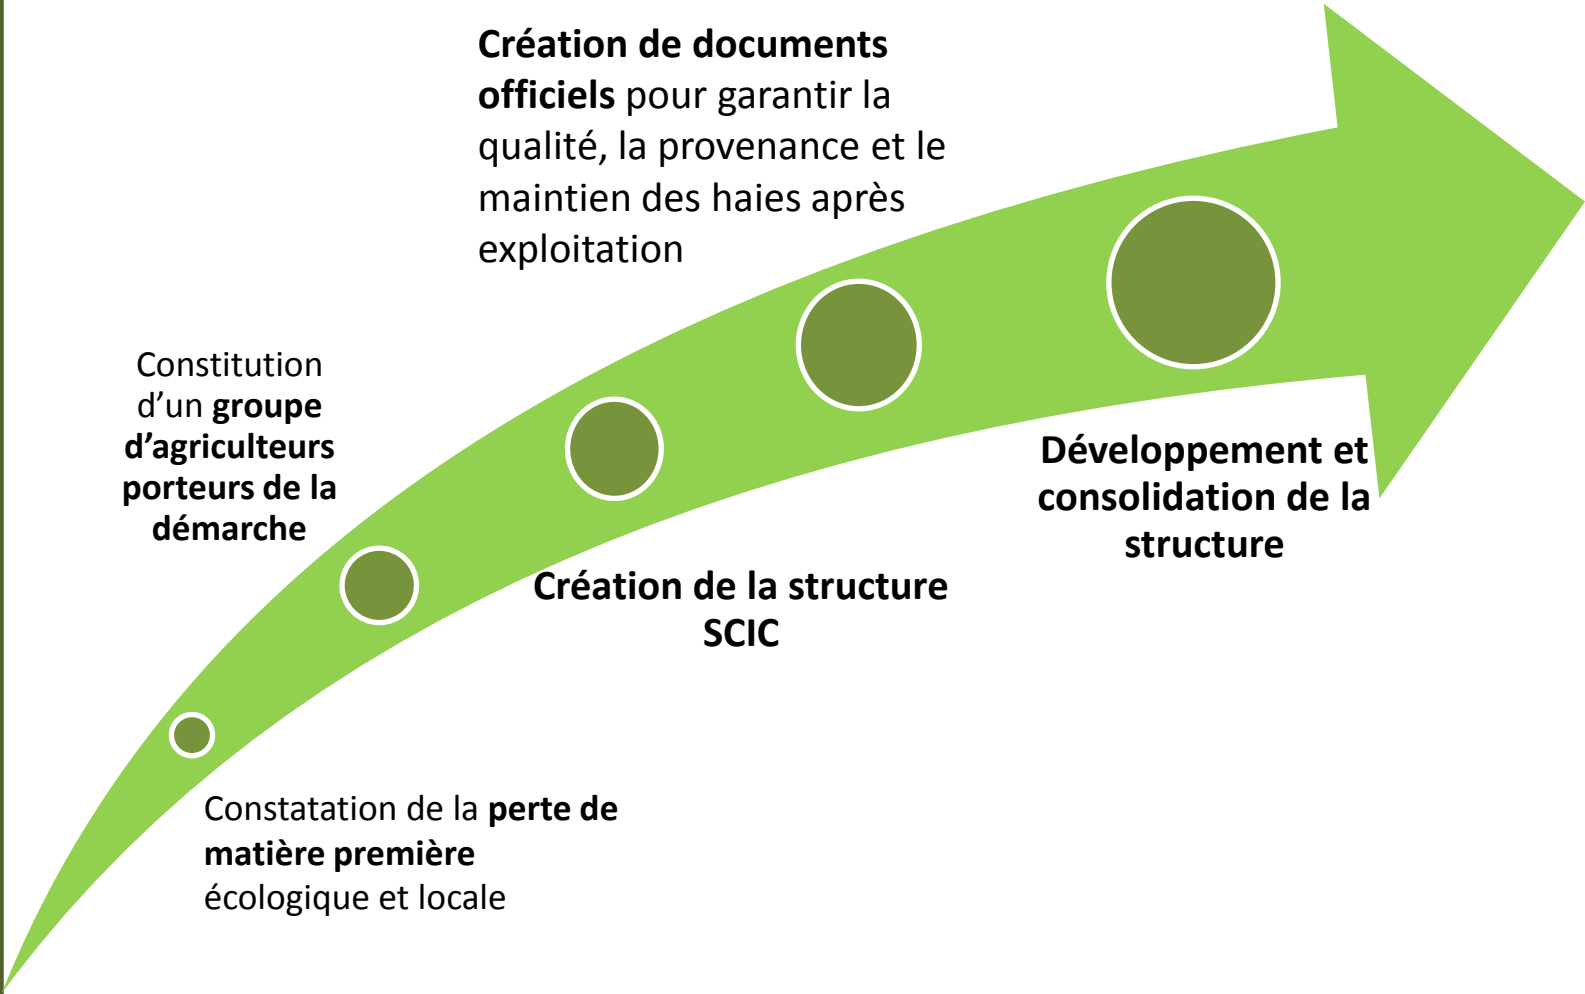 Création de documents
officiels pour garantir la
qualité, la provenance et le
maintien des haies après
exploitation
Constitution
d’un groupe
d’agriculteurs
porteurs de la
démarche
Développement et
consolidation de la
structure
Création de la structure
SCIC
Constatation de la perte de
matière première
écologique et locale